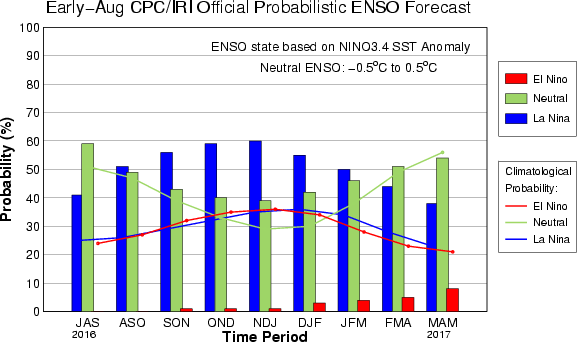 Early-Aug CPC/IRI Official Probabilistic ENSO Forecast
ENSO state based on NINO3.4 SST Anomaly
Neutral ENSO: -0.5°C to 0.5°C
Probability (%)
100
90
80
70
60
50
40
30
20
10
0
JAS ASO SON OND NDJ DJF JFM FMA MAM
2016 2017
Time Period
El Nino
Neutral
La Nina
Climatological
Probability:
El Nino
Neutral
La Nina